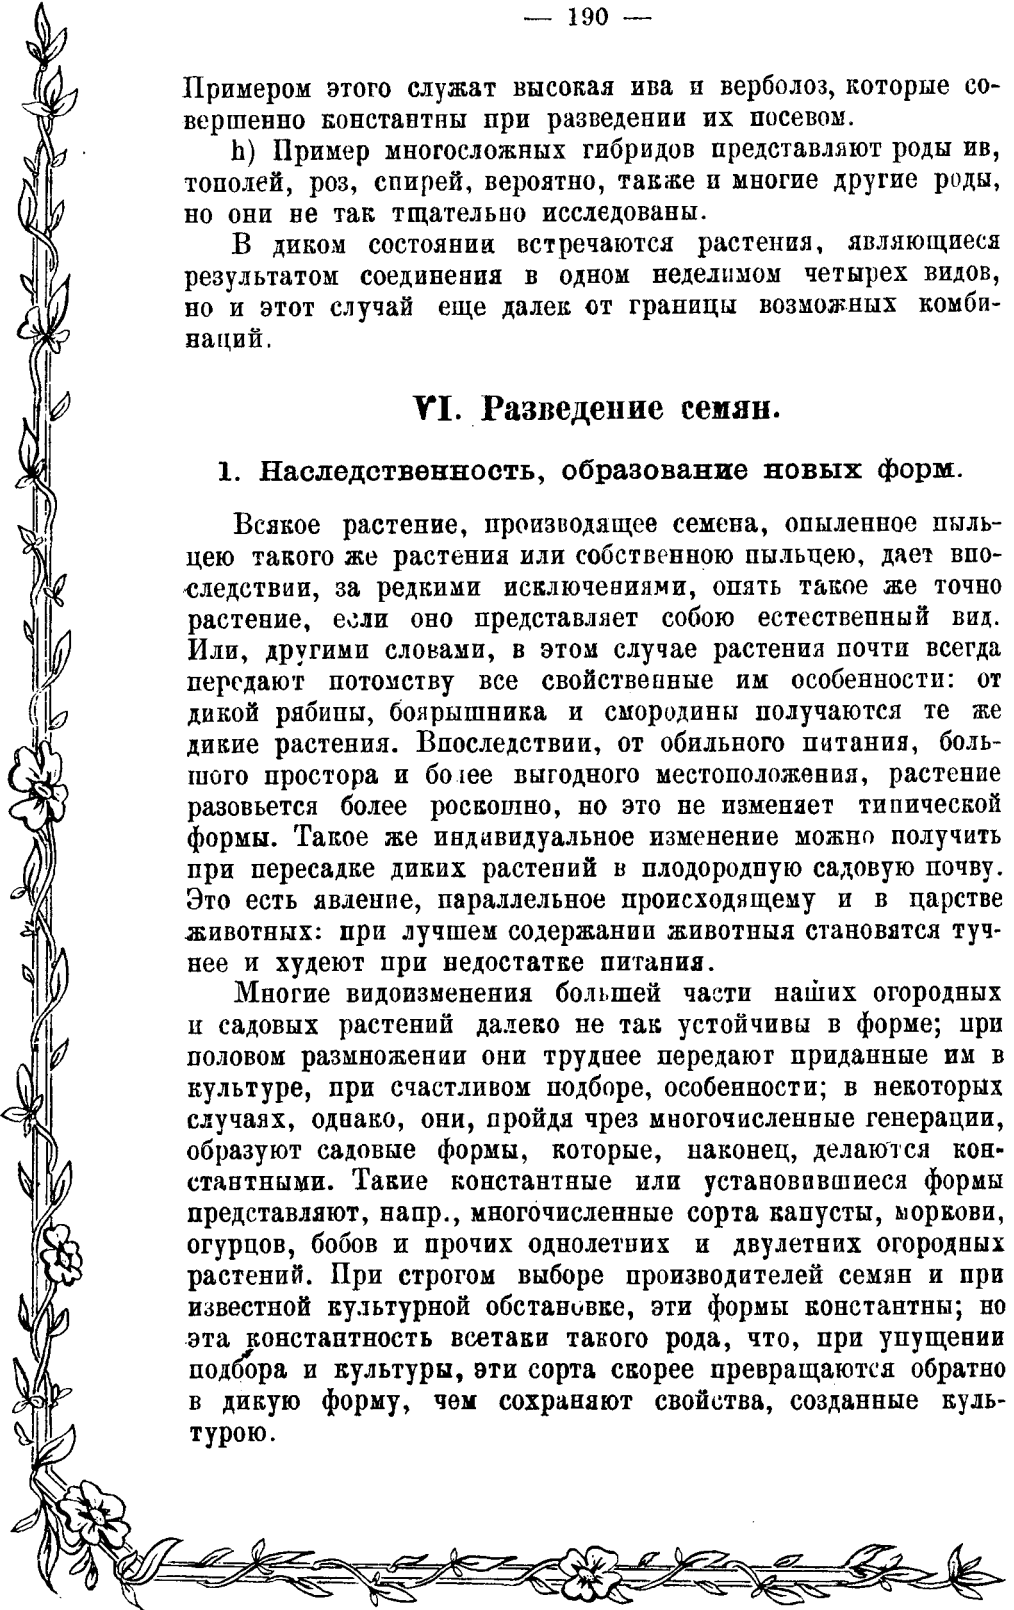 — 190 —
Примером этого служат высокая ива и верболоз, которые со-
вершенно константны при разведении их посевом.
h) Пример многосложных гибридов представляют роды ив,
тополей, роз, спирей, вероятно, также и многие другие роды,
но они не так тщательно исследованы.
В диком состоянии встречаются растения, являющиеся
результатом соединения в одном неделимом четырех видов,
но и этот случай еще далек от границы возможных комби-
наций.
VI. Разведение семян.
1. Наследственность, образование новых форм.
Всякое растение, производящее семена, опыленное пыль-
цею такого же растения или собственною пыльцею, дает впо-
следствии, за редкими исключениями, опять такое же точно
растение, если оно представляет собою естественный вид.
Или, другими словами, в этом случае растения почти всегда
передают потомству все свойственные им особенности: от
дикой рябины, боярышника и смородины получаются те же
дикие растения. Впоследствии, от обильного питания, боль-
шого простора и более выгодного местоположения, растение
разовьется более роскошно, но это не изменяет типической
формы. Такое же индивидуальное изменение можно получить
при пересадке диких растений в плодородную садовую почву.
Это есть явление, параллельное происходящему и в царстве
животных: при лучшем содержании животныя становятся туч-
нее и худеют при недостатке питания.
Многие видоизменения большей части наших огородных
и садовых растений далеко не так устойчивы в форме; при
половом размножении они труднее передают приданные им в
культуре, при счастливом подборе, особенности; в некоторых
случаях, однако, они, пройдя чрез многочисленные генерации,
образуют садовые формы, которые, наконец, делаются кон-
стантными. Такие константные или установившиеся формы
представляют, напр., многочисленные сорта капусты, моркови,
огурцов, бобов и прочих однолетних и двулетних огородных
растений. При строгом выборе производителей семян и при
известной культурной обстановке, эти формы константны; но
эта константность всетаки такого рода, что, при упущении
подбора и культуры, эти сорта скорее превращаются обратно
в дикую форму, чем сохраняют свойства, созданные куль-
турою.